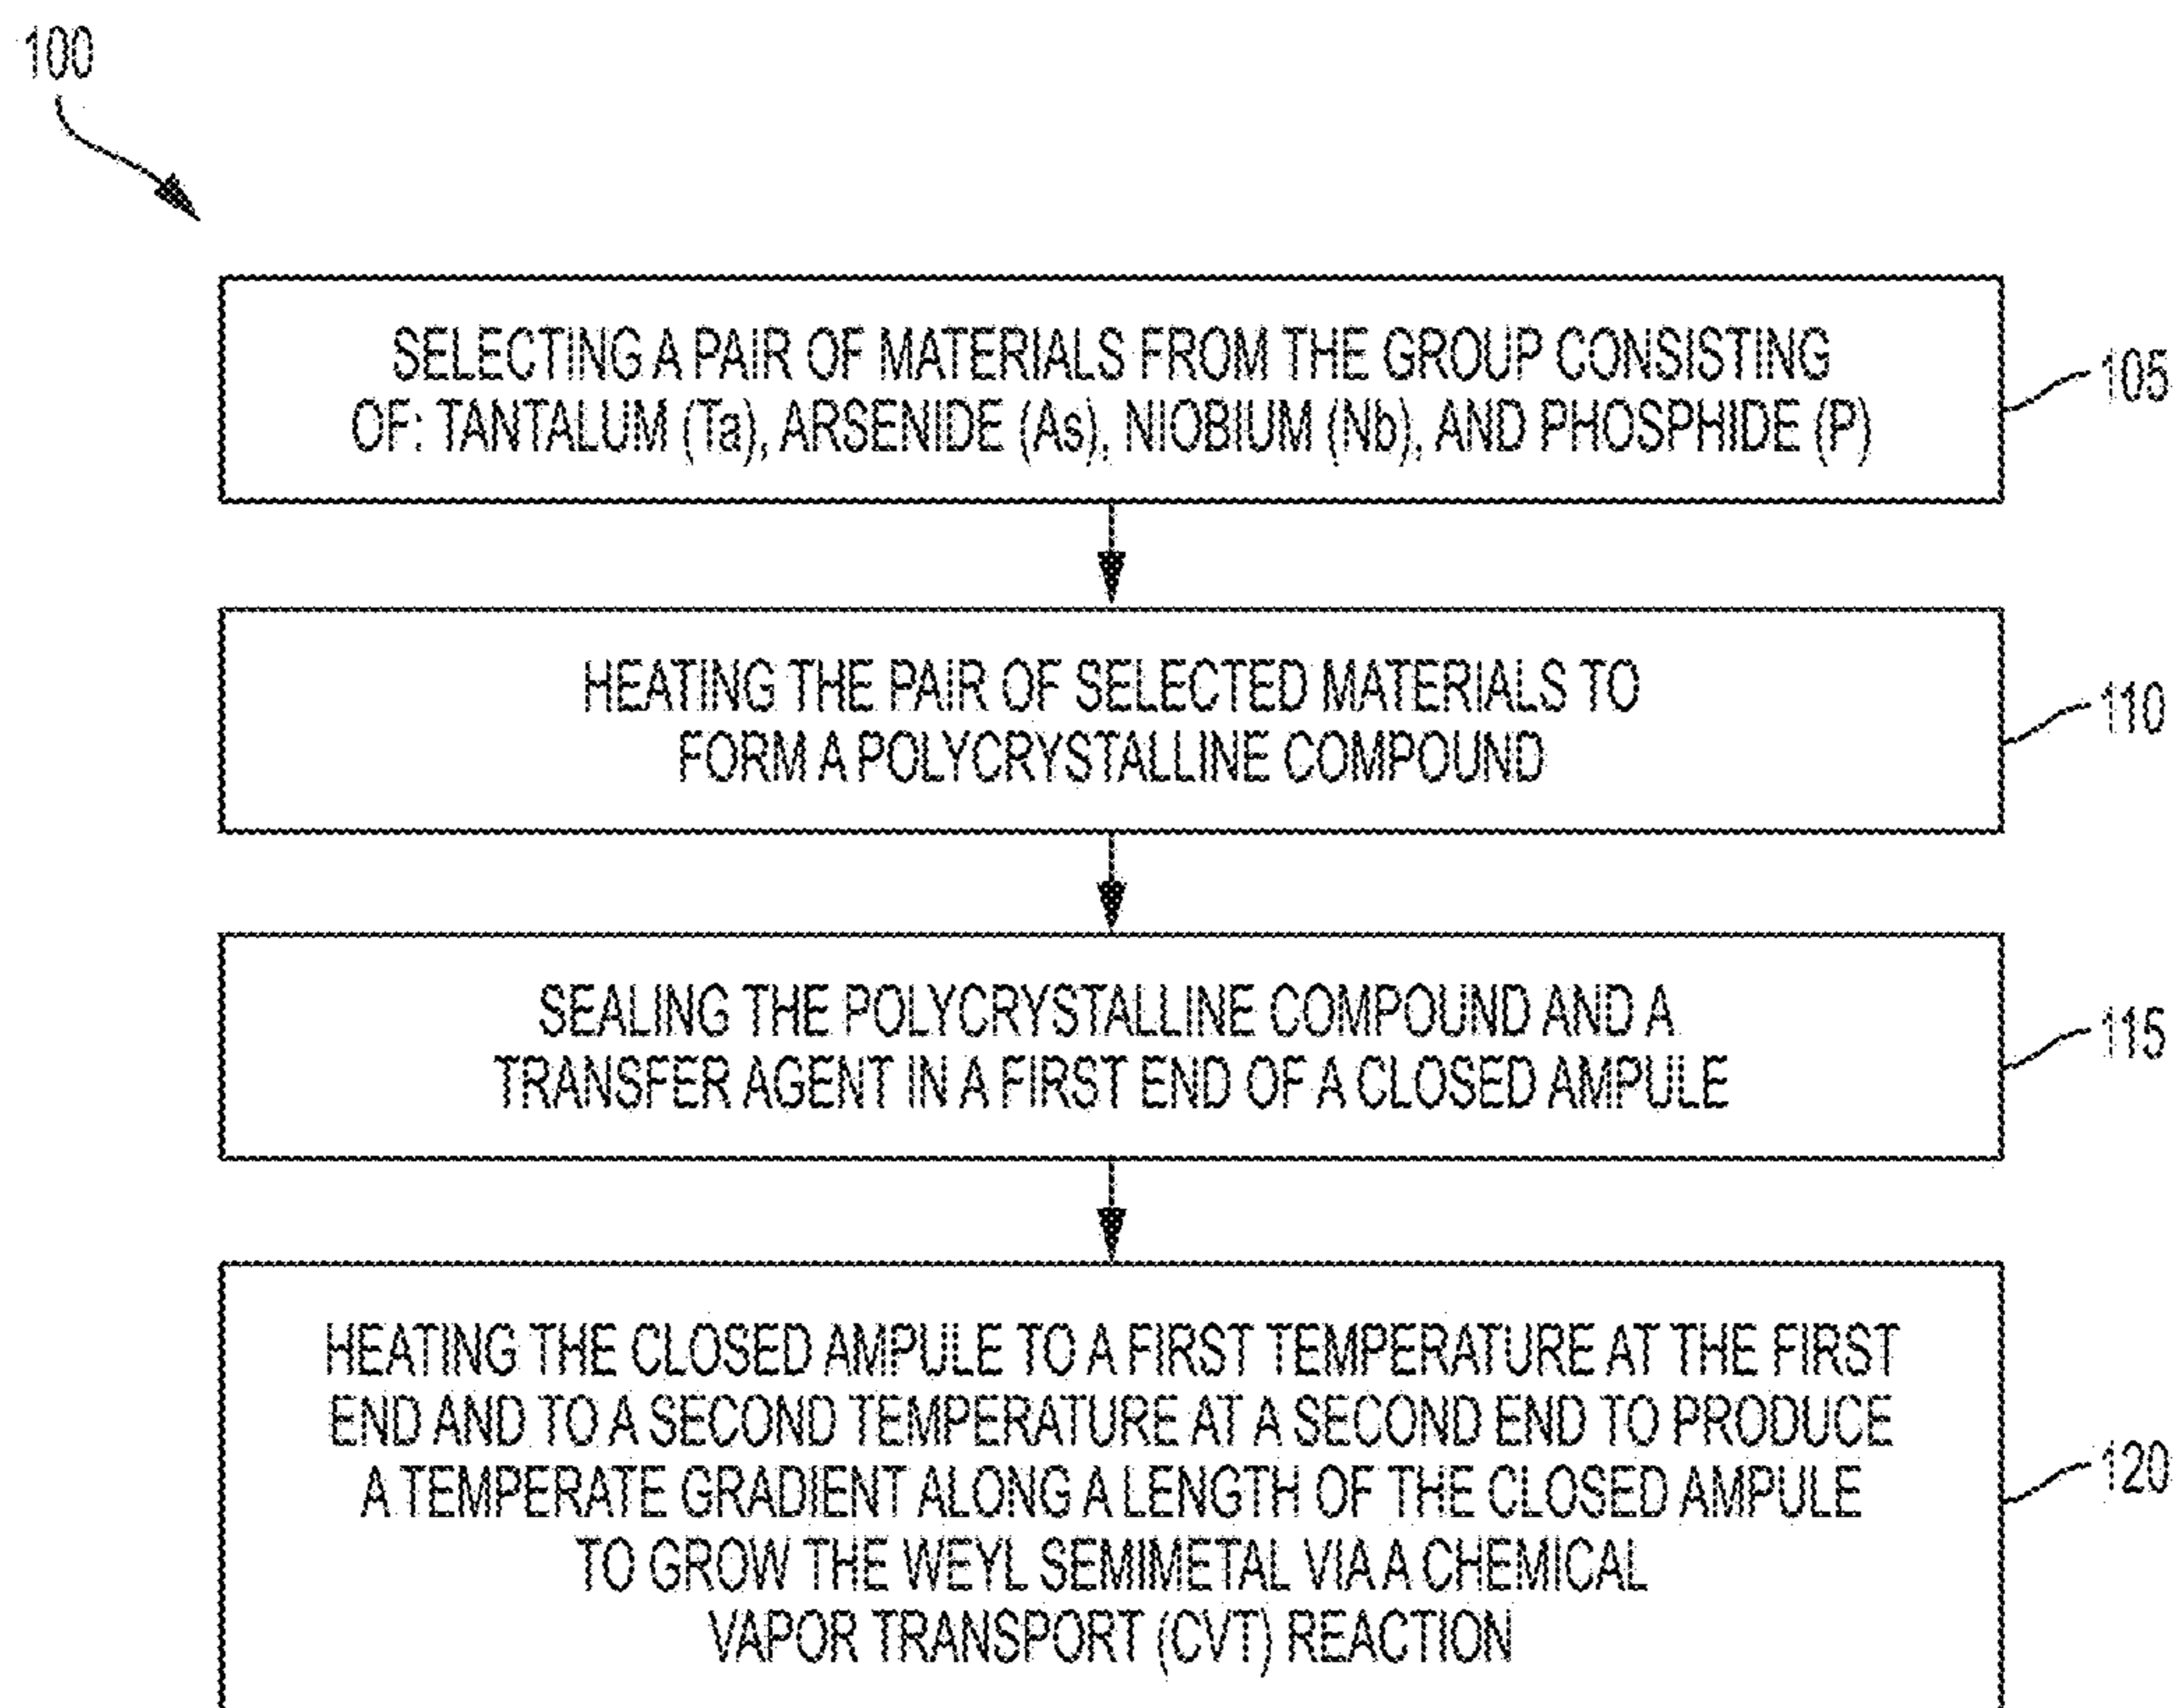 100
SELECTING A PAIR OF MATERIALS FROM THE GROUP CONSISTING
OF: TANTALUM (Ta), ARSENIDE (As), NIOBIUM (Nb), AND PHOSPHIDE (P)
105
HEATING THE PAIR OF SELECTED MATERIALS TO
FORM A POLYCRYSTALLINE COMPOUND
110
SEALING THE POLYCRYSTALLINE COMPOUND AND A
TRANSFER AGENT IN A FIRST END OF A CLOSED AMPULE
115
HEATING THE CLOSED AMPULE TO A FIRST TEMPERATURE AT THE FIRST
END AND TO A SECOND TEMPERATURE AT A SECOND END TO PRODUCE
A TEMPERATE GRADIENT ALONG A LENGTH OF THE CLOSED AMPULE
TO GROW THE WEYL SEMIMETAL VIA A CHEMICAL
VAPOR TRANSPORT (CVT) REACTION
120